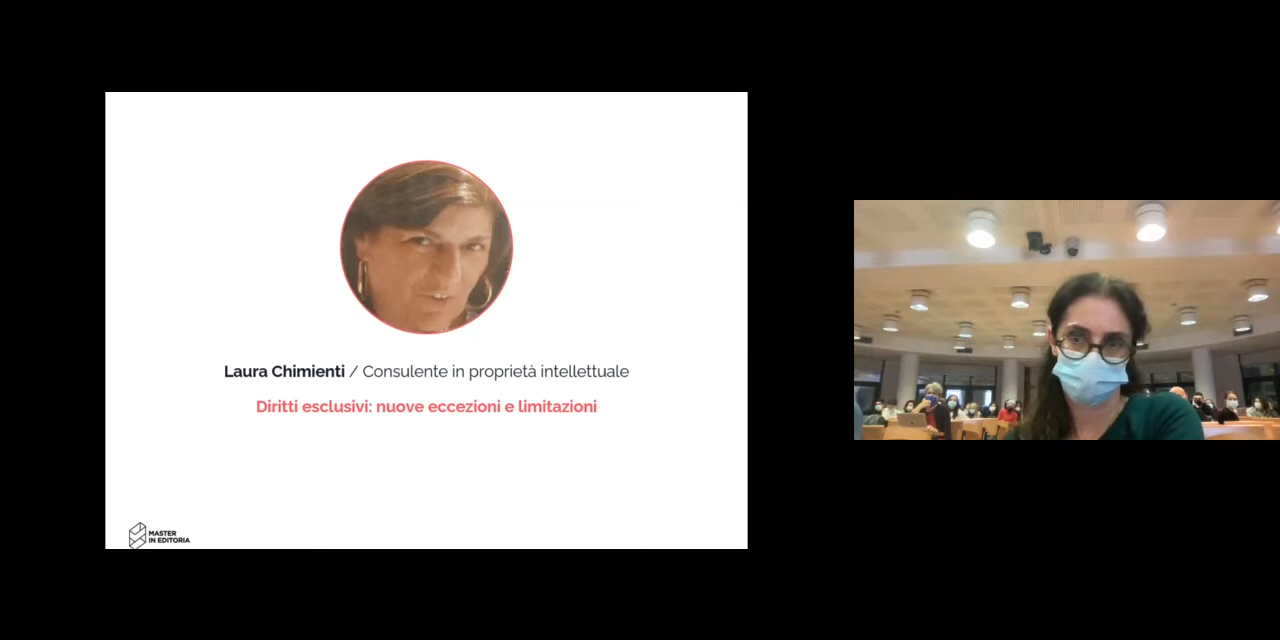 Laura Chimienti / Consulente in proprietà intellettuale
Diritti esclusivi: nuove eccezioni e limitazioni
MASTER
IN EDITORIA